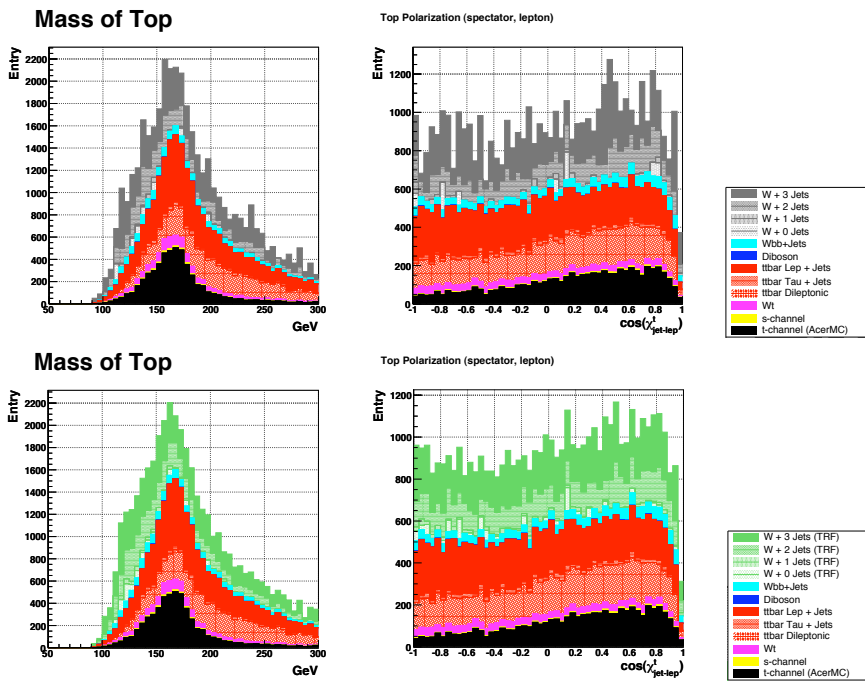 Mass of Top
Top Polarization (spectator, lepton)
Entry
2200
2000
1800
1600
1400
1200
1000
800
600
400
200
0
50
100
150
200
250
300
GeV
Entry
1200
1000
800
600
400
200
0
-1
-0.8
-0.6
-0.4
-0.2
0
0.2
0.4
0.6
0.8
1
cos(χ^t_jet-lep)
W + 3 Jets
W + 2 Jets
W + 1 Jets
W + 0 Jets
Wbb+Jets
Diboson
ttbar Lep + Jets
ttbar Tau + Jets
ttbar Dileptonic
Wt
s-channel
t-channel (AcerMC)
Mass of Top
Top Polarization (spectator, lepton)
Entry
2200
2000
1800
1600
1400
1200
1000
800
600
400
200
0
50
100
150
200
250
300
GeV
Entry
1200
1000
800
600
400
200
0
-1
-0.8
-0.6
-0.4
-0.2
0
0.2
0.4
0.6
0.8
1
cos(χ^t_jet-lep)
W + 3 Jets (TRF)
W + 2 Jets (TRF)
W + 1 Jets (TRF)
W + 0 Jets (TRF)
Wbb+Jets
Diboson
ttbar Lep + Jets
ttbar Tau + Jets
ttbar Dileptonic
Wt
s-channel
t-channel (AcerMC)